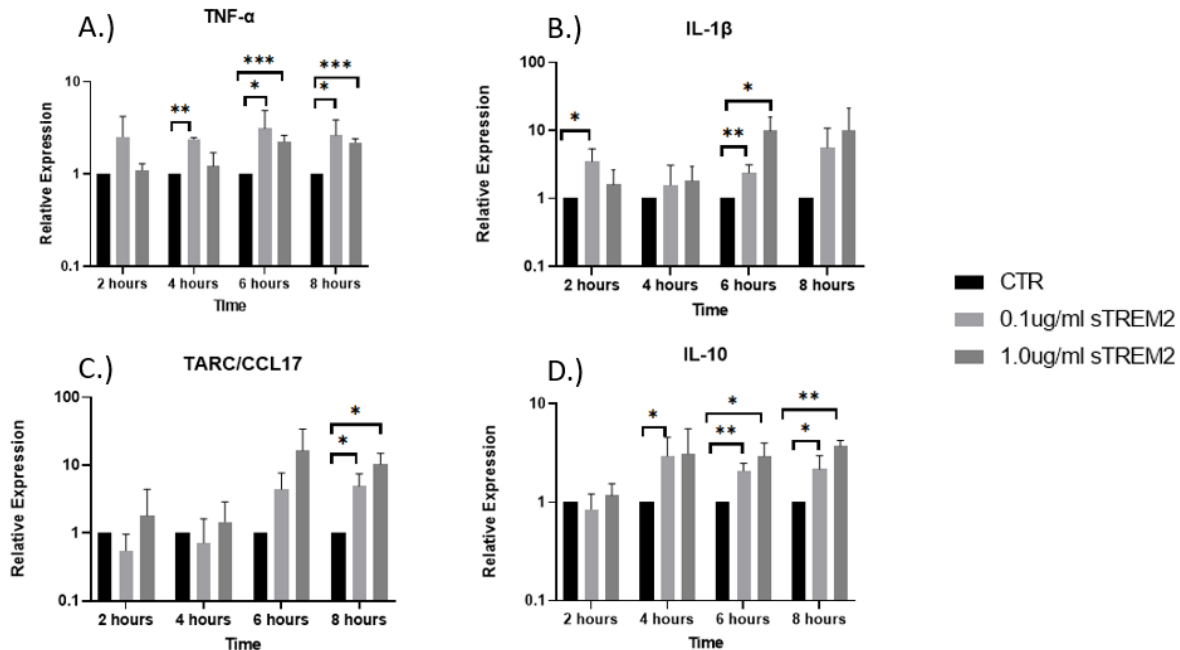 A.)
TNF-α
Relative Expression
10
1
0.1
**
***
*
***
*
2 hours 4 hours 6 hours 8 hours
Time
B.)
IL-1β
Relative Expression
100
10
1
0.1
*
*
**
2 hours 4 hours 6 hours 8 hours
Time
CTR
0.1ug/ml sTREM2
1.0ug/ml sTREM2
C.)
TARC/CCL17
Relative Expression
100
10
1
0.1
*
*
2 hours 4 hours 6 hours 8 hours
Time
D.)
IL-10
Relative Expression
10
1
0.1
*
*
**
**
*
2 hours 4 hours 6 hours 8 hours
Time